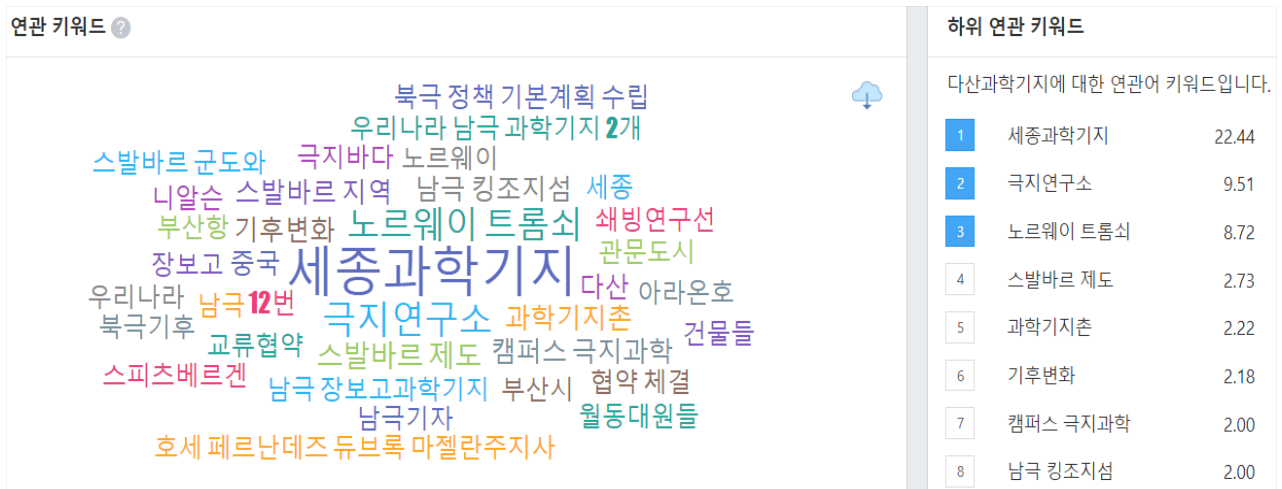 연관 키워드 ?
북극 정책 기본계획 수립
우리나라 남극 과학기지 2개
스발바르 군도와 극지바다 노르웨이
니알슨 스발바르 지역 남극 킹조지섬 세종
부산항 기후변화 노르웨이 트롬쇠 쇄빙연구선
관문도시
장보고 중국 세종과학기지 다산 아라온호
우리나라 남극 12번
북극기후 극지연구소 과학기지촌 건물들
교류협약 스발바르 제도 캠퍼스 극지과학
스피츠베르겐 남극 장보고과학기지 부산시 협약 체결
남극기자 월동대원들
호세 페르난데즈 듀브록 마젤란주지사
하위 연관 키워드
다산과학기지에 대한 연관어 키워드입니다.
1 세종과학기지 22.44
2 극지연구소 9.51
3 노르웨이 트롬쇠 8.72
4 스발바르 제도 2.73
5 과학기지촌 2.22
6 기후변화 2.18
7 캠퍼스 극지과학 2.00
8 남극 킹조지섬 2.00